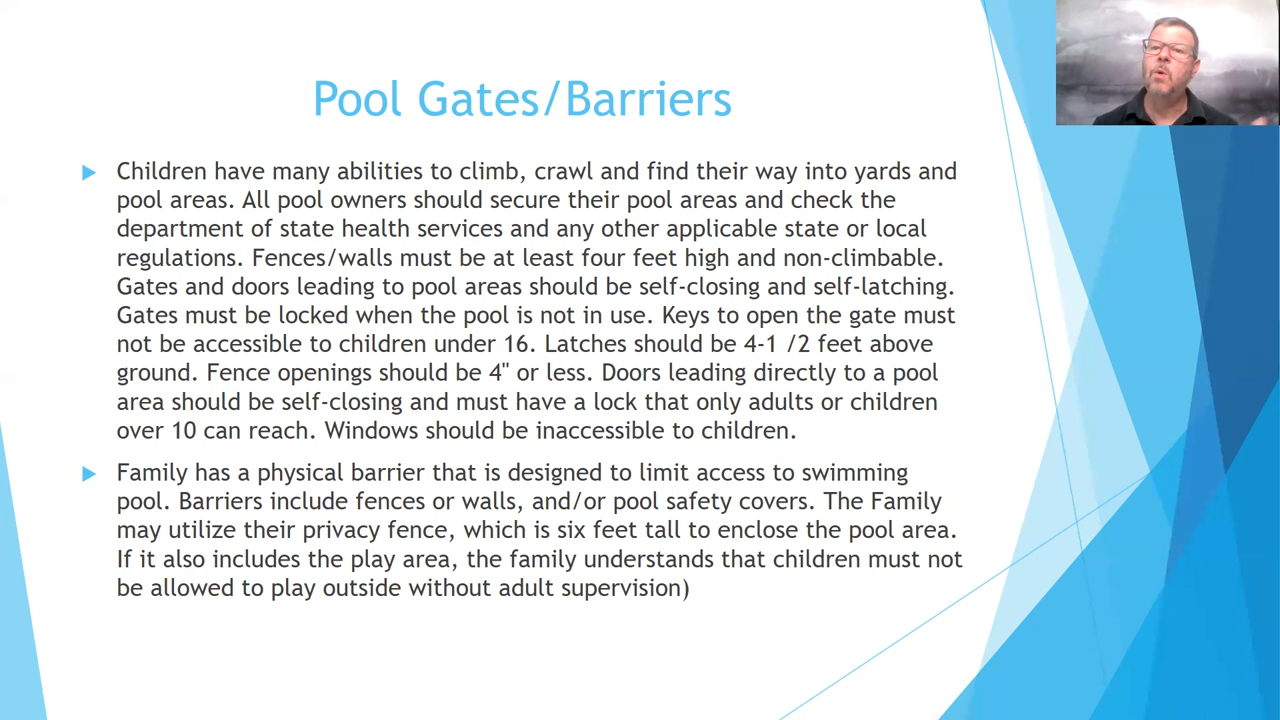 Pool Gates/Barriers
Children have many abilities to climb, crawl and find their way into yards and
pool areas. All pool owners should secure their pool areas and check the
department of state health services and any other applicable state or local
regulations. Fences/walls must be at least four feet high and non-climbable.
Gates and doors leading to pool areas should be self-closing and self-latching.
Gates must be locked when the pool is not in use. Keys to open the gate must
not be accessible to children under 16. Latches should be 4-1 /2 feet above
ground. Fence openings should be 4" or less. Doors leading directly to a pool
area should be self-closing and must have a lock that only adults or children
over 10 can reach. Windows should be inaccessible to children.
Family has a physical barrier that is designed to limit access to swimming
pool. Barriers include fences or walls, and/or pool safety covers. The Family
may utilize their privacy fence, which is six feet tall to enclose the pool area.
If it also includes the play area, the family understands that children must not
be allowed to play outside without adult supervision)